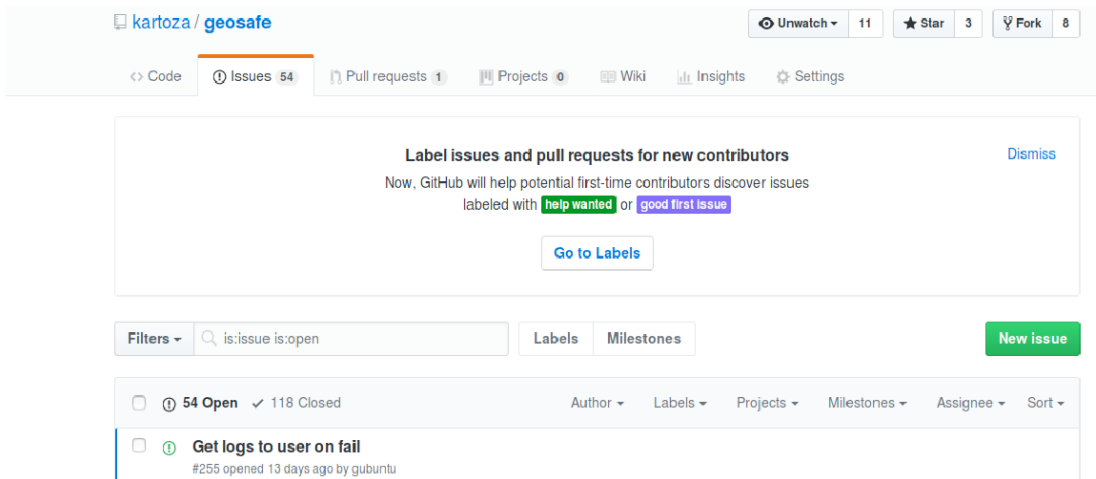 kartoza / geosafe
Unwatch 11 Star 3 Fork 8
Code Issues 54 Pull requests 1 Projects 0 Wiki Insights Settings
Label issues and pull requests for new contributors
Dismiss
Now, GitHub will help potential first-time contributors discover issues
labeled with help wanted or good first issue
Go to Labels
Filters is:issue is:open Labels Milestones New issue
54 Open 118 Closed Author Labels Projects Milestones Assignee Sort
Get logs to user on fail
#255 opened 13 days ago by gubuntu